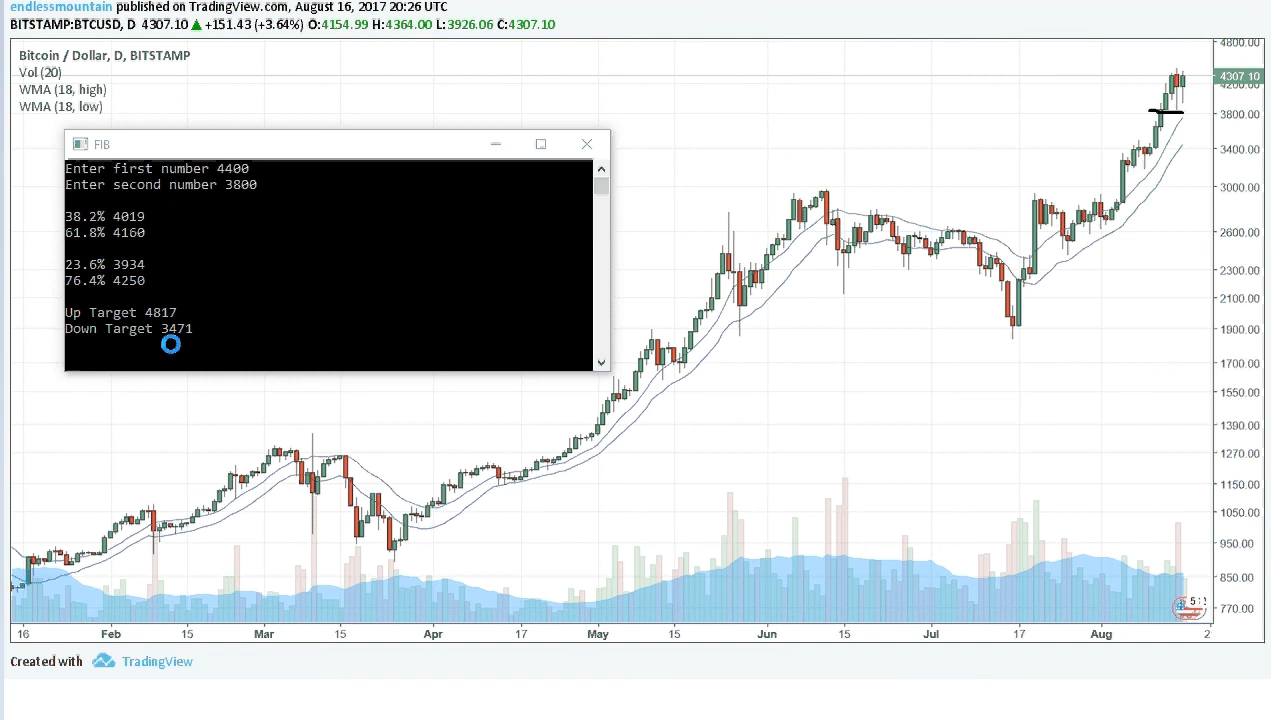 endlessmountain published on TradingView.com, August 16, 2017 20:26 UTC
BITSTAMP:BTCUSD, D 4307.10 ▲ +151.43 (+3.64%) O:4154.99 H:4364.00 L:3926.06 C:4307.10
Bitcoin / Dollar, D, BITSTAMP
Vol (20)
WMA (18, high)
WMA (18, low)
FIB
Enter first number 4400
Enter second number 3800
38.2% 4019
61.8% 4160
23.6% 3934
76.4% 4250
Up Target 4817
Down Target 3471
4800.00
4307.10
4200.00
3800.00
3400.00
3000.00
2600.00
2300.00
2100.00
1900.00
1700.00
1550.00
1390.00
1270.00
1150.00
1050.00
950.00
850.00
770.00
16 Feb 15 Mar 15 Apr 17 May 15 Jun 15 Jul 17 Aug 2
Created with TradingView